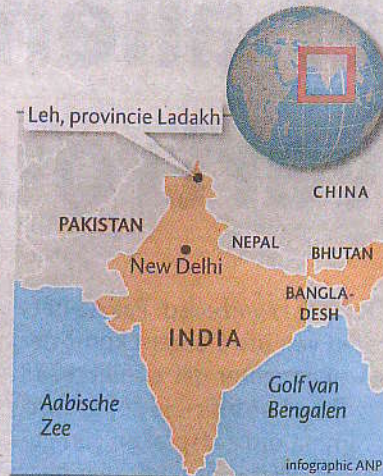 Leh, provincie Ladakh
CHINA
PAKISTAN
NEPAL
BHUTAN
New Delhi
BANGLA-
DESH
INDIA
Aabische
Zee
Golf van
Bengalen
infographic ANP